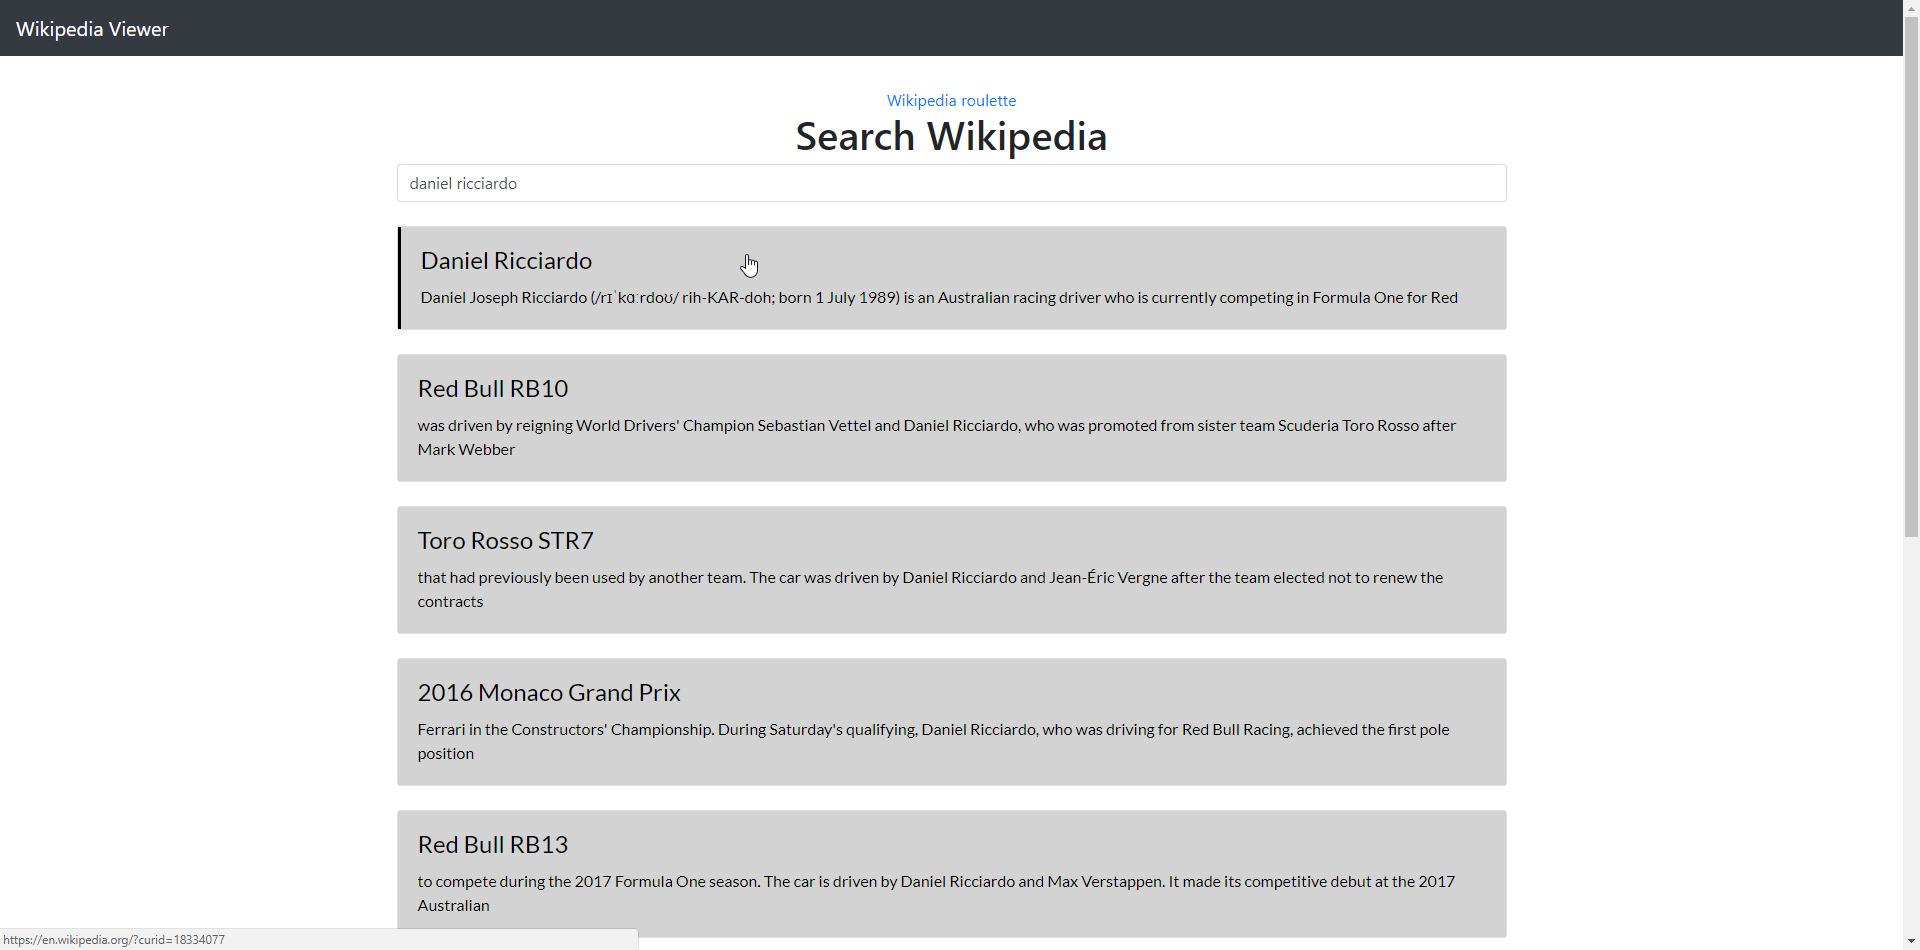 Wikipedia Viewer
Wikipedia roulette
Search Wikipedia
daniel ricciardo
Daniel Ricciardo
Daniel Joseph Ricciardo (/rɪˈkɑːrdoʊ/ rih-KAR-doh; born 1 July 1989) is an Australian racing driver who is currently competing in Formula One for Red
Red Bull RB10
was driven by reigning World Drivers' Champion Sebastian Vettel and Daniel Ricciardo, who was promoted from sister team Scuderia Toro Rosso after
Mark Webber
Toro Rosso STR7
that had previously been used by another team. The car was driven by Daniel Ricciardo and Jean-Éric Vergne after the team elected not to renew the
contracts
2016 Monaco Grand Prix
Ferrari in the Constructors' Championship. During Saturday's qualifying, Daniel Ricciardo, who was driving for Red Bull Racing, achieved the first pole
position
Red Bull RB13
to compete during the 2017 Formula One season. The car is driven by Daniel Ricciardo and Max Verstappen. It made its competitive debut at the 2017
Australian
https://en.wikipedia.org/?curid=18334077